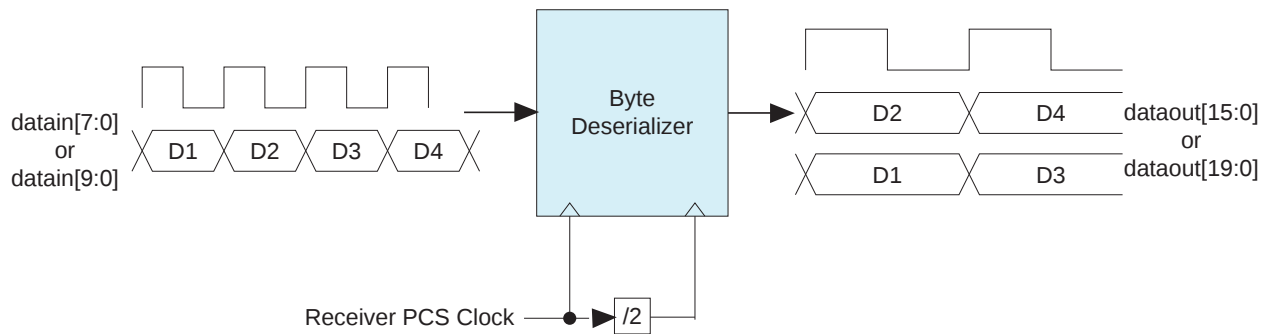 datain[7:0]
or
datain[9:0]
D1 D2 D3 D4
Byte
Deserializer
D2 D4
D1 D3
dataout[15:0]
or
dataout[19:0]
Receiver PCS Clock
/2